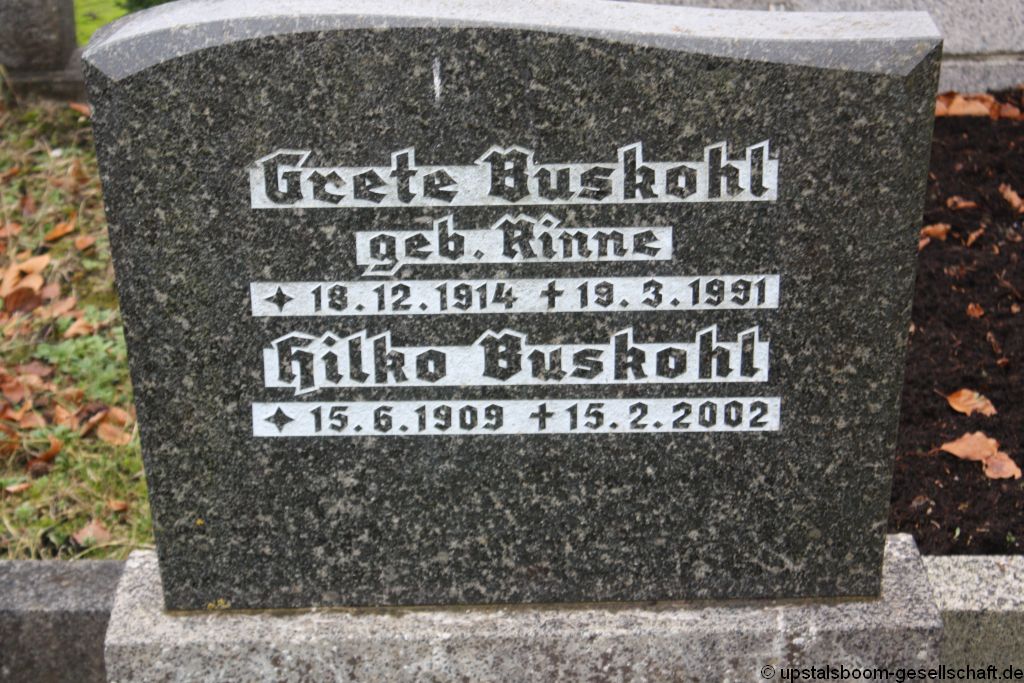 Grete Buskohl
geb. Rinne
✦ 18.12.1914 ✝ 19.3.1991
Hilko Buskohl
✦ 15.6.1909 ✝ 15.2.2002
© upstalsboom-gesellschaft.de